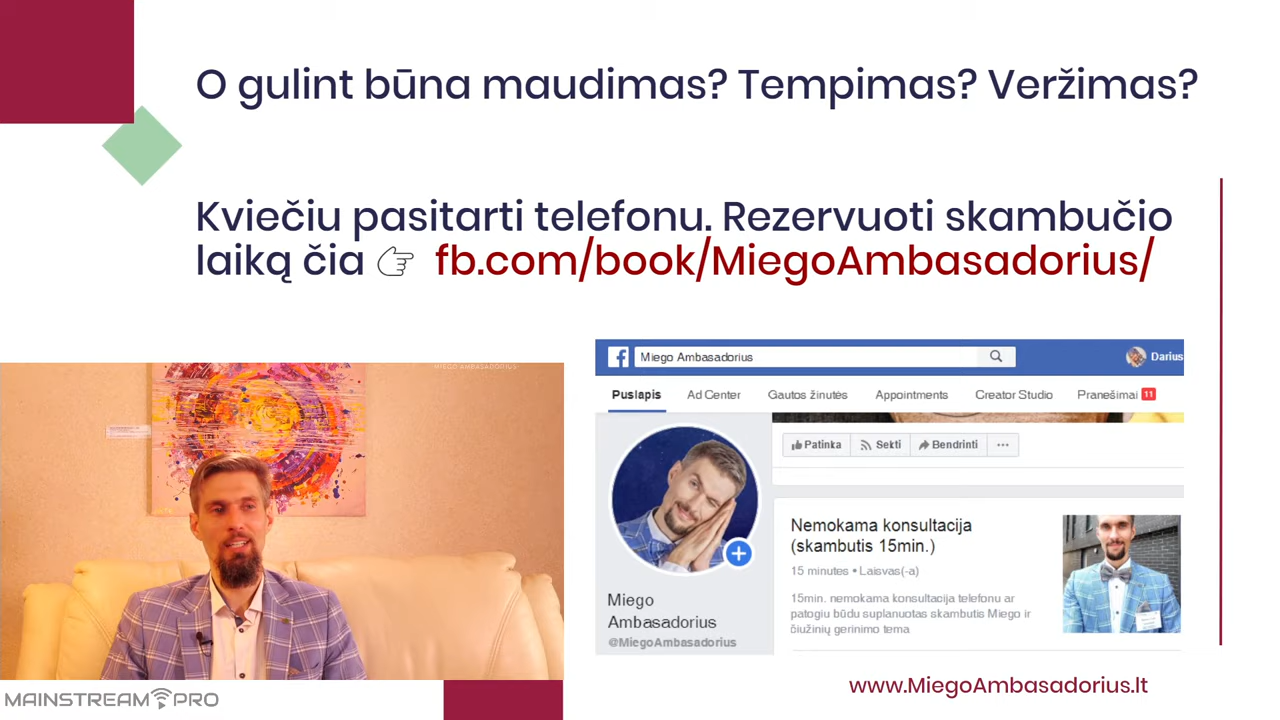 O gulint būna maudimas? Tempimas? Veržimas?
Kviečiu pasitarti telefonu. Rezervuoti skambučio
laiką čia 👉 fb.com/book/MiegoAmbasadorius/
MIEGO AMBASADORIUS
Miego Ambasadorius
Darius
Puslapis Ad Center Gautos žinutės Appointments Creator Studio Pranešimai 11
Patinka Sekti Bendrinti ...
Nemokama konsultacija
(skambutis 15min.)
15 minutes • Laisvas(-a)
15min. nemokama konsultacija telefonu ar
patogiu būdu suplanuotas skambutis Miego ir
čiužinių gerinimo tema
Miego
Ambasadorius
@MiegoAmbasadorius
www.MiegoAmbasadorius.lt
MAINSTREAM PRO